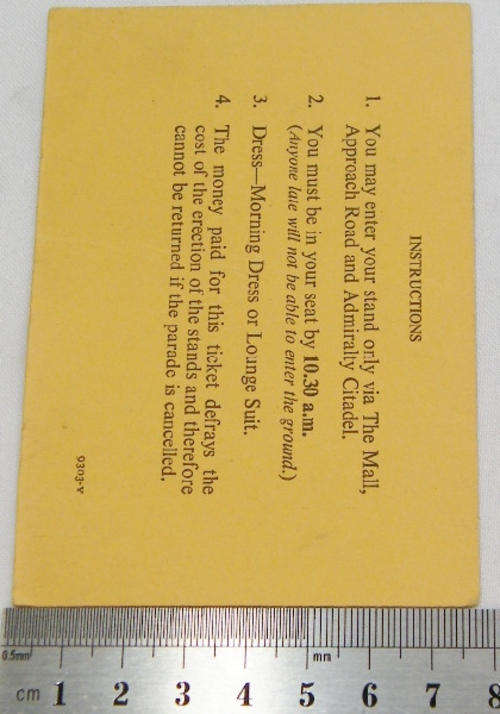 INSTRUCTIONS
1. You may enter your stand only via The Mall,
Approach Road and Admiralty Citadel.
2. You must be in your seat by 10.30 a.m.
(Anyone late will not be able to enter the ground.)
3. Dress—Morning Dress or Lounge Suit.
4. The money paid for this ticket defrays the
cost of the erection of the stands and therefore
cannot be returned if the parade is cancelled.
9303-v
0.5mm mm
cm 1 2 3 4 5 6 7 8